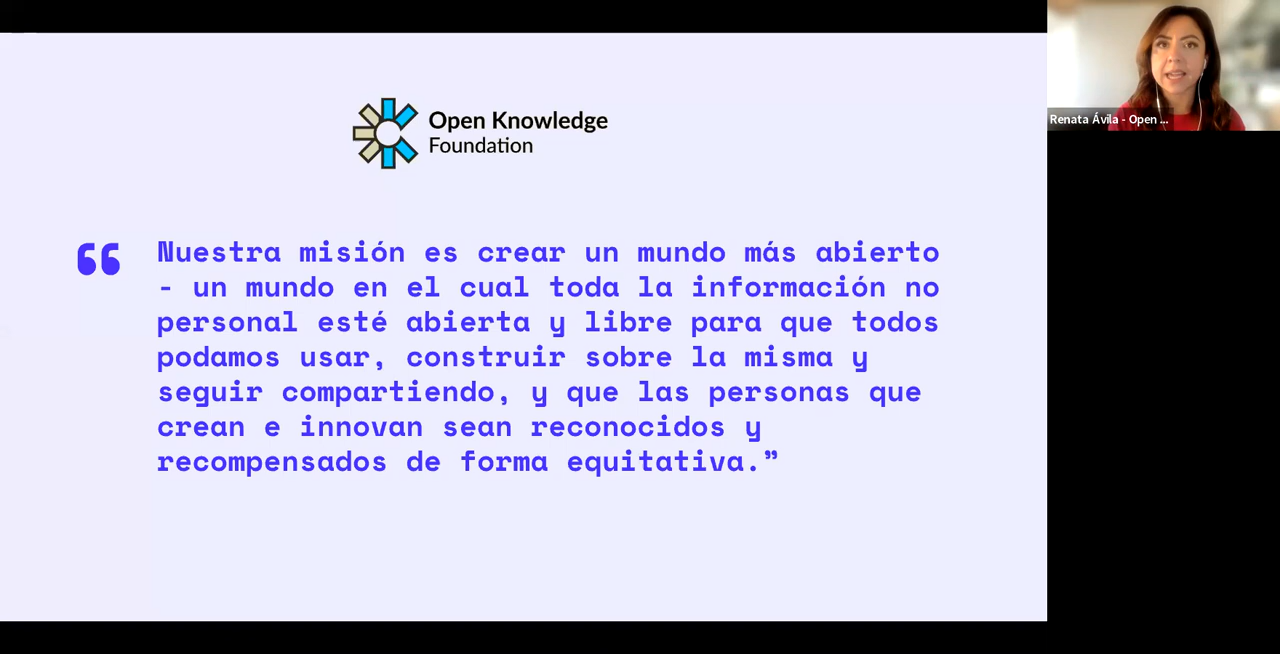 Open Knowledge
Foundation
“ Nuestra misión es crear un mundo más abierto
- un mundo en el cual toda la información no
personal esté abierta y libre para que todos
podamos usar, construir sobre la misma y
seguir compartiendo, y que las personas que
crean e innovan sean reconocidos y
recompensados de forma equitativa.”
Renata Ávila - Open ...